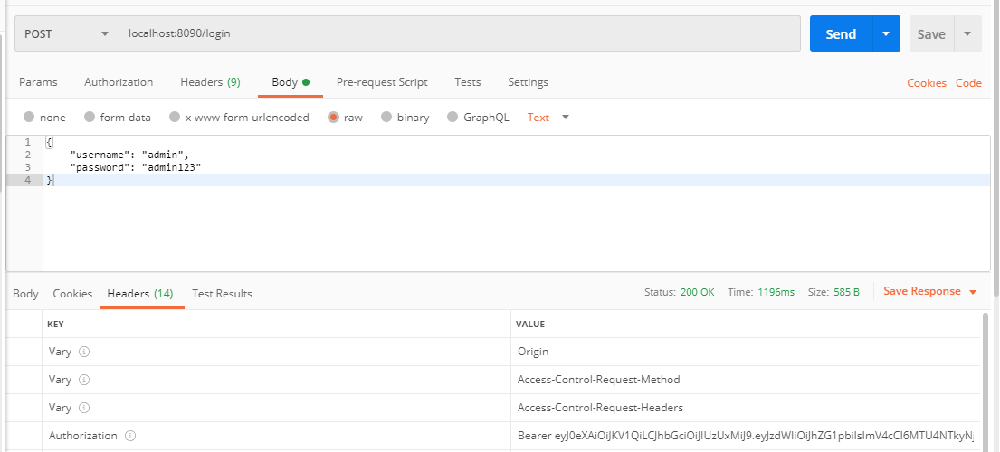 POST localhost:8090/login Send Save
Params Authorization Headers (9) Body Pre-request Script Tests Settings Cookies Code
none form-data x-www-form-urlencoded raw binary GraphQL Text
1 {
2 "username": "admin",
3 "password": "admin123"
4 }
Body Cookies Headers (14) Test Results Status: 200 OK Time: 1196ms Size: 585 B Save Response
KEY VALUE
Vary Origin
Vary Access-Control-Request-Method
Vary Access-Control-Request-Headers
Authorization Bearer eyJ0eXAiOiJKV1QiLCJhbGciOiJIUzUxMiJ9.eyJzdWIiOiJhZG1pbiIsImV4cCI6MTU4NTkyNj